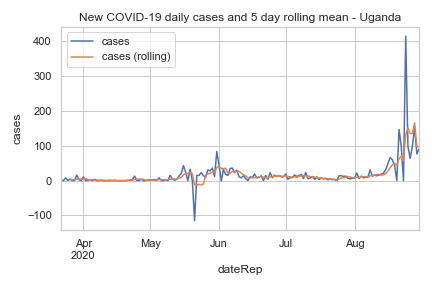 New COVID-19 daily cases and 5 day rolling mean - Uganda
cases
cases (rolling)
400
300
200
100
0
−100
cases
Apr
2020
May
Jun
Jul
Aug
dateRep